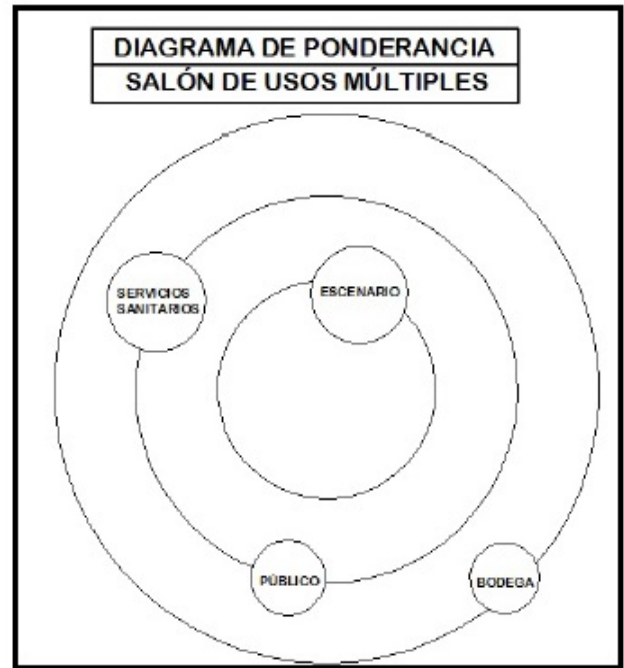 DIAGRAMA DE PONDERANCIA
SALÓN DE USOS MÚLTIPLES
SERVICIOS
SANITARIOS
ESCENARIO
PÚBLICO
BODEGA